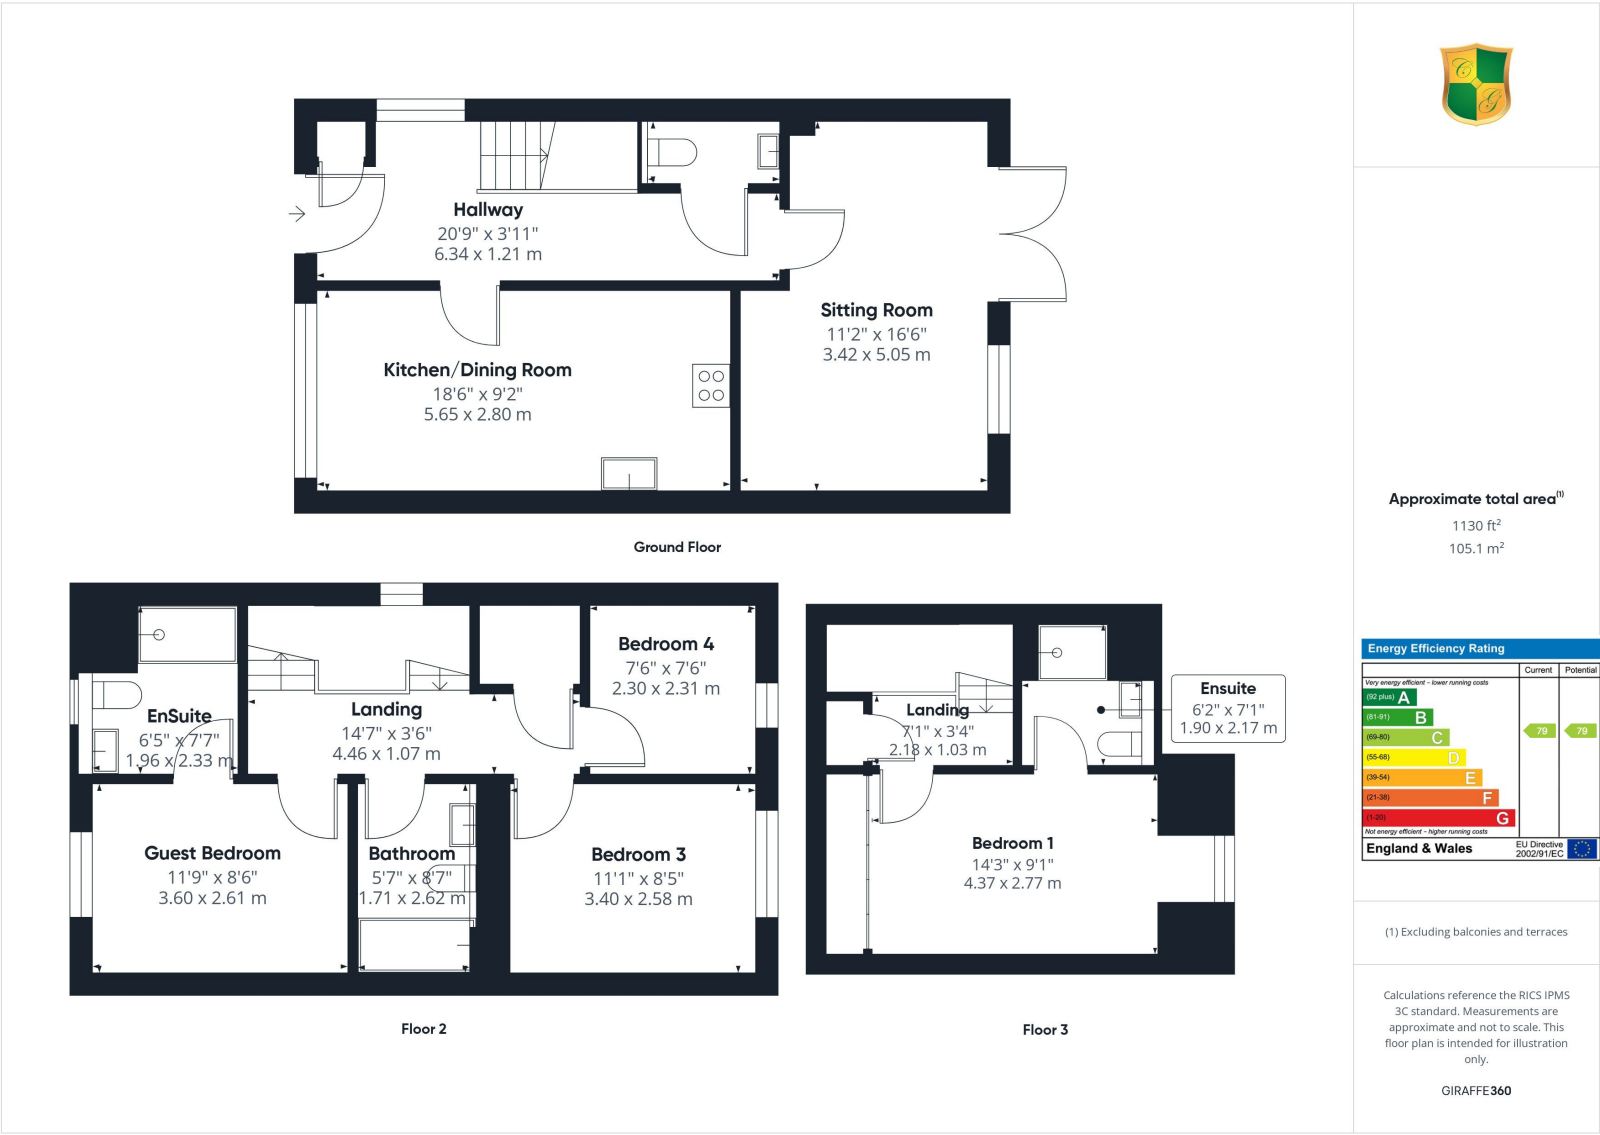 Hallway
20'9" x 3'11"
6.34 x 1.21 m
Kitchen/Dining Room
18'6" x 9'2"
5.65 x 2.80 m
Sitting Room
11'2" x 16'6"
3.42 x 5.05 m
Ground Floor
EnSuite
6'5" x 7'7"
1.96 x 2.33 m
Landing
14'7" x 3'6"
4.46 x 1.07 m
Bedroom 4
7'6" x 7'6"
2.30 x 2.31 m
Guest Bedroom
11'9" x 8'6"
3.60 x 2.61 m
Bathroom
5'7" x 8'7"
1.71 x 2.62 m
Bedroom 3
11'1" x 8'5"
3.40 x 2.58 m
Floor 2
Landing
7'1" x 3'4"
2.18 x 1.03 m
Ensuite
6'2" x 7'1"
1.90 x 2.17 m
Bedroom 1
14'3" x 9'1"
4.37 x 2.77 m
Floor 3
C
G
Approximate total area(1)
1130 ft²
105.1 m²
Energy Efficiency Rating
Current Potential
Very energy efficient – lower running costs
(92 plus) A
(81-91) B
(69-80) C 79 79
(55-68) D
(39-54) E
(21-38) F
(1-20) G
Not energy efficient – higher running costs
England & Wales EU Directive
2002/91/EC
(1) Excluding balconies and terraces
Calculations reference the RICS IPMS
3C standard. Measurements are
approximate and not to scale. This
floor plan is intended for illustration
only.
GIRAFFE360